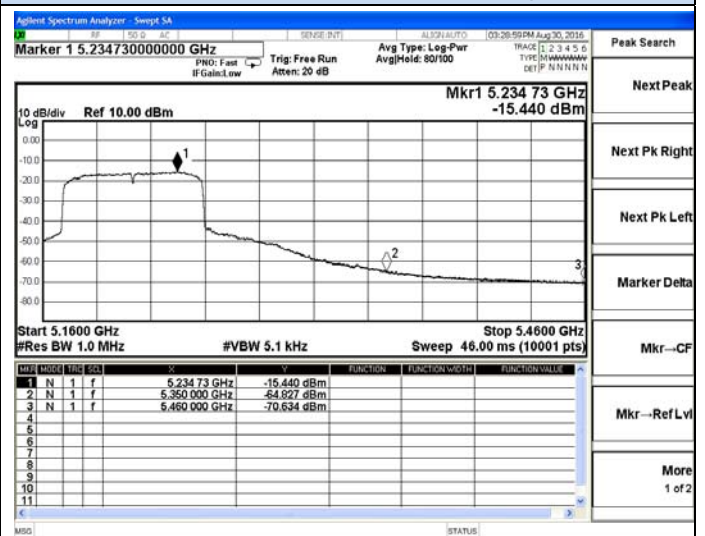 Agilent Spectrum Analyzer - Swept SA
RF 50 Ω AC SENSE:INT ALIGN AUTO 03:28:59 PM Aug 30, 2016
Marker 1 5.234730000000 GHz
PNO: Fast
IFGain:Low
Trig: Free Run
Atten: 20 dB
Avg Type: Log-Pwr
Avg|Hold: 80/100
TRACE 1 2 3 4 5 6
TYPE M WWWWW
DET P N N N N N
Peak Search
Mkr1 5.234 73 GHz
-15.440 dBm
10 dB/div Ref 10.00 dBm
Log
0.00
-10.0
-20.0
-30.0
-40.0
-50.0
-60.0
-70.0
-80.0
1
2
3
Start 5.1600 GHz
Stop 5.4600 GHz
#Res BW 1.0 MHz
#VBW 5.1 kHz
Sweep 46.00 ms (10001 pts)
MKR MODE TRC SCL X Y FUNCTION FUNCTION WIDTH FUNCTION VALUE
1 N 1 f 5.234 73 GHz -15.440 dBm
2 N 1 f 5.350 000 GHz -64.827 dBm
3 N 1 f 5.460 000 GHz -70.634 dBm
4
5
6
7
8
9
10
11
MSG
STATUS
Next Peak
Next Pk Right
Next Pk Left
Marker Delta
Mkr→CF
Mkr→Ref Lvl
More
1 of 2